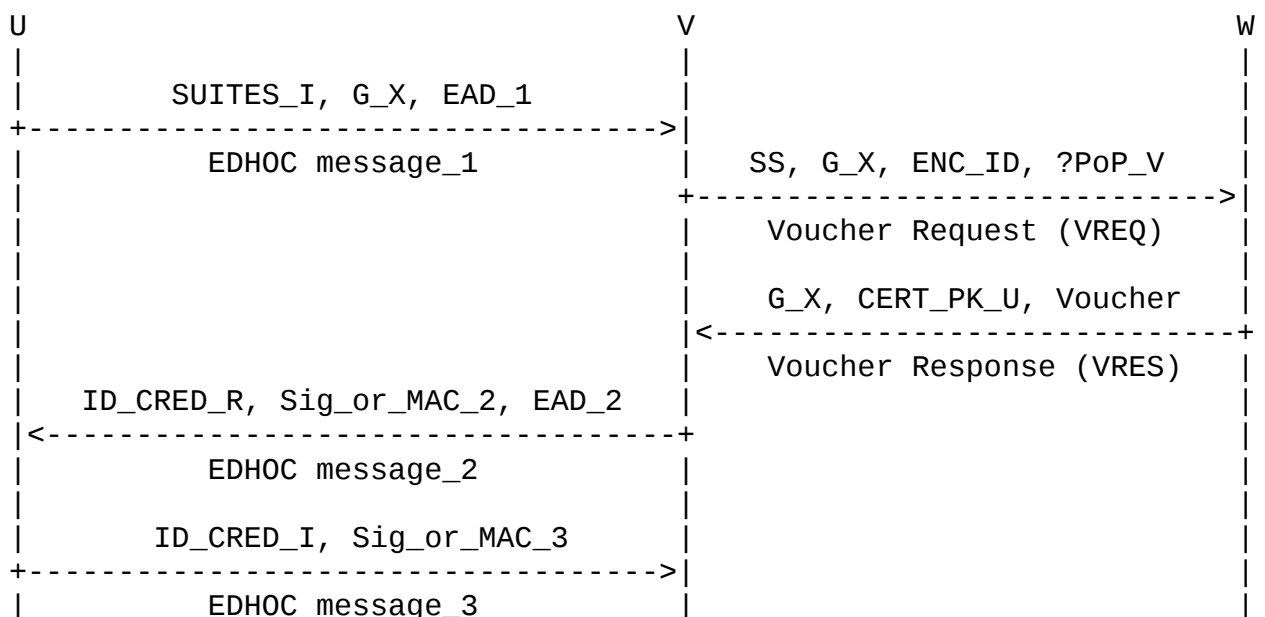 U V W
SUITES_I, G_X, EAD_1
EDHOC message_1 SS, G_X, ENC_ID, ?PoP_V
Voucher Request (VREQ)
G_X, CERT_PK_U, Voucher
Voucher Response (VRES)
ID_CRED_R, Sig_or_MAC_2, EAD_2
EDHOC message_2
ID_CRED_I, Sig_or_MAC_3
EDHOC message_3